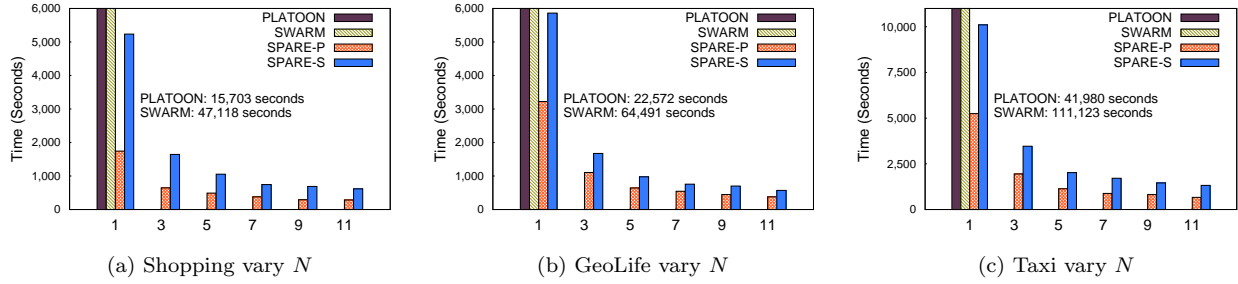 Time (Seconds)
6,000
5,000
4,000
3,000
2,000
1,000
0
PLATOON
SWARM
SPARE-P
SPARE-S
PLATOON: 15,703 seconds
SWARM: 47,118 seconds
1 3 5 7 9 11
(a) Shopping vary N
Time (Seconds)
6,000
5,000
4,000
3,000
2,000
1,000
0
PLATOON
SWARM
SPARE-P
SPARE-S
PLATOON: 22,572 seconds
SWARM: 64,491 seconds
1 3 5 7 9 11
(b) GeoLife vary N
Time (Seconds)
10,000
7,500
5,000
2,500
0
PLATOON
SWARM
SPARE-P
SPARE-S
PLATOON: 41,980 seconds
SWARM: 111,123 seconds
1 3 5 7 9 11
(c) Taxi vary N